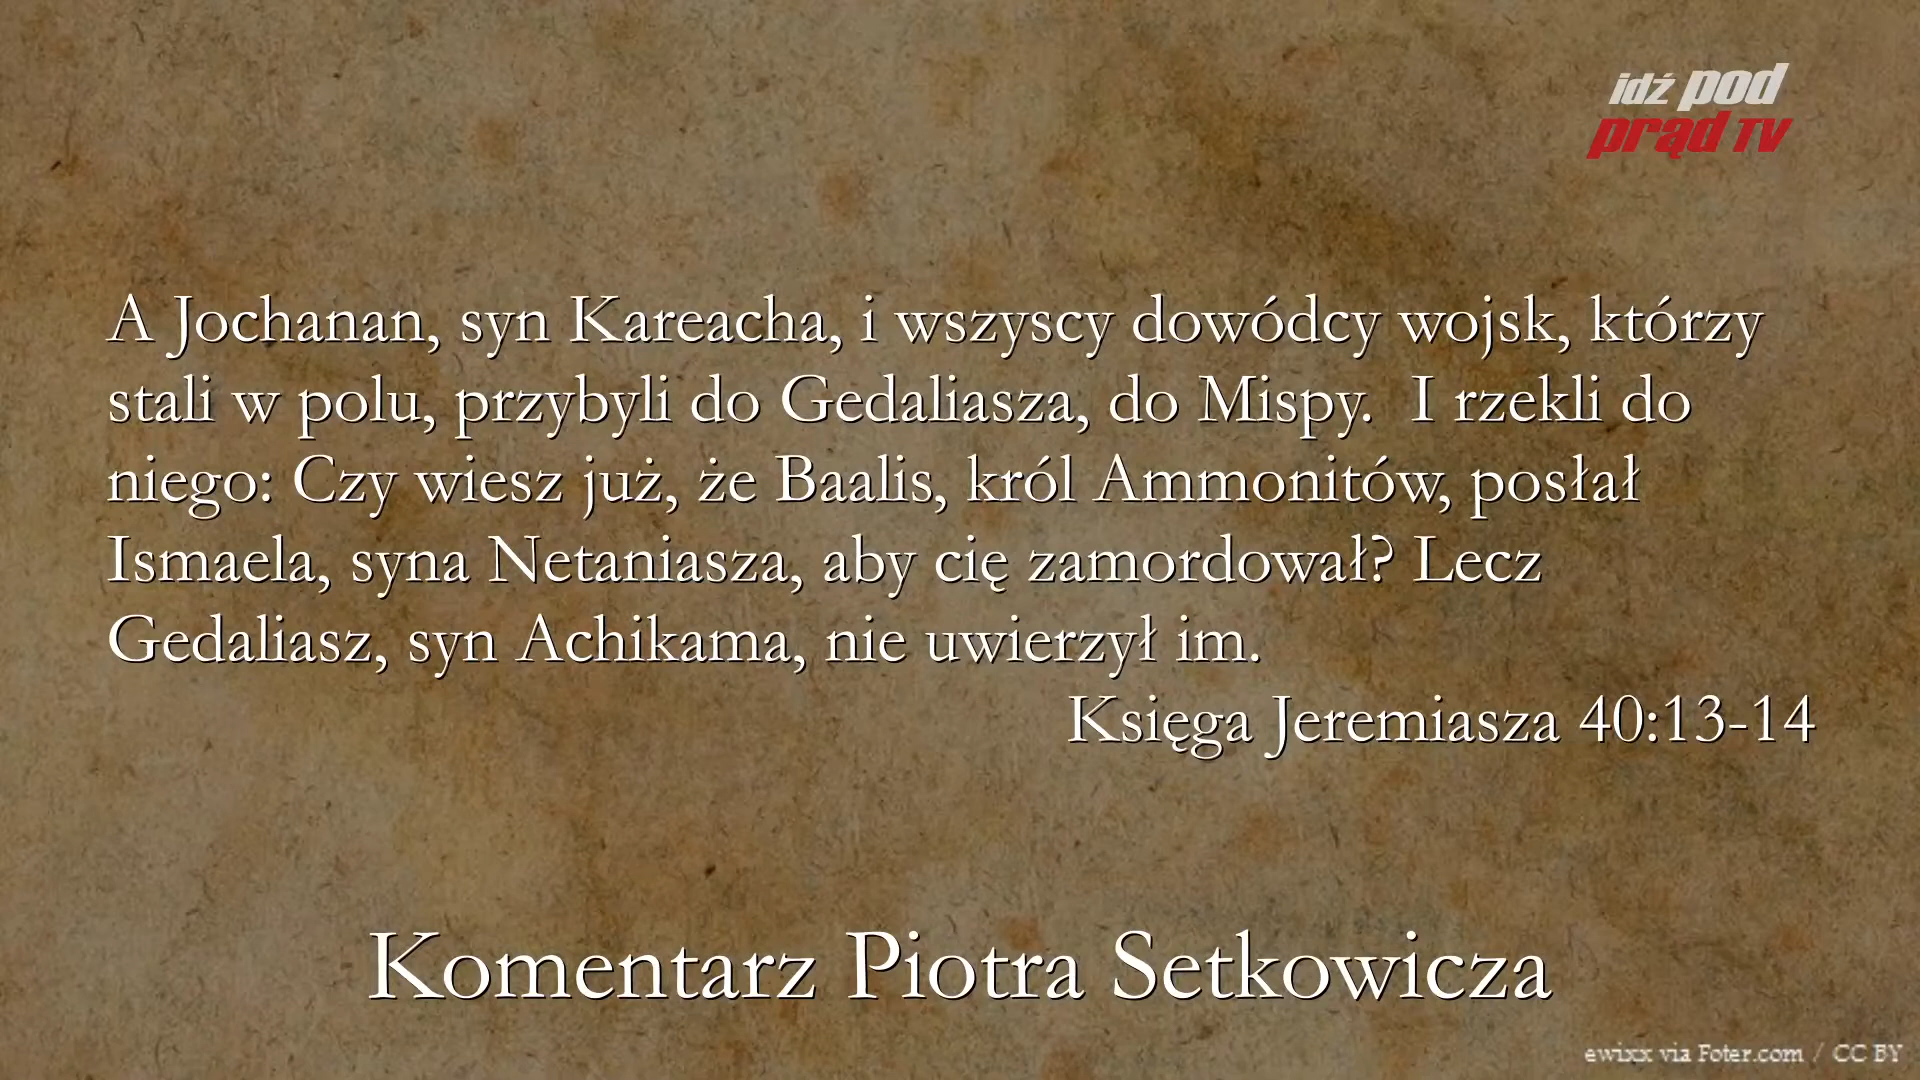 idź pod
prąd TV
A Jochanan, syn Kareacha, i wszyscy dowódcy wojsk, którzy
stali w polu, przybyli do Gedaliasza, do Mispy.  I rzekli do
niego: Czy wiesz już, że Baalis, król Ammonitów, posłał
Ismaela, syna Netaniasza, aby cię zamordował? Lecz
Gedaliasz, syn Achikama, nie uwierzył im.
Księga Jeremiasza 40:13-14
Komentarz Piotra Setkowicza
ewixx via Foter.com / CC BY